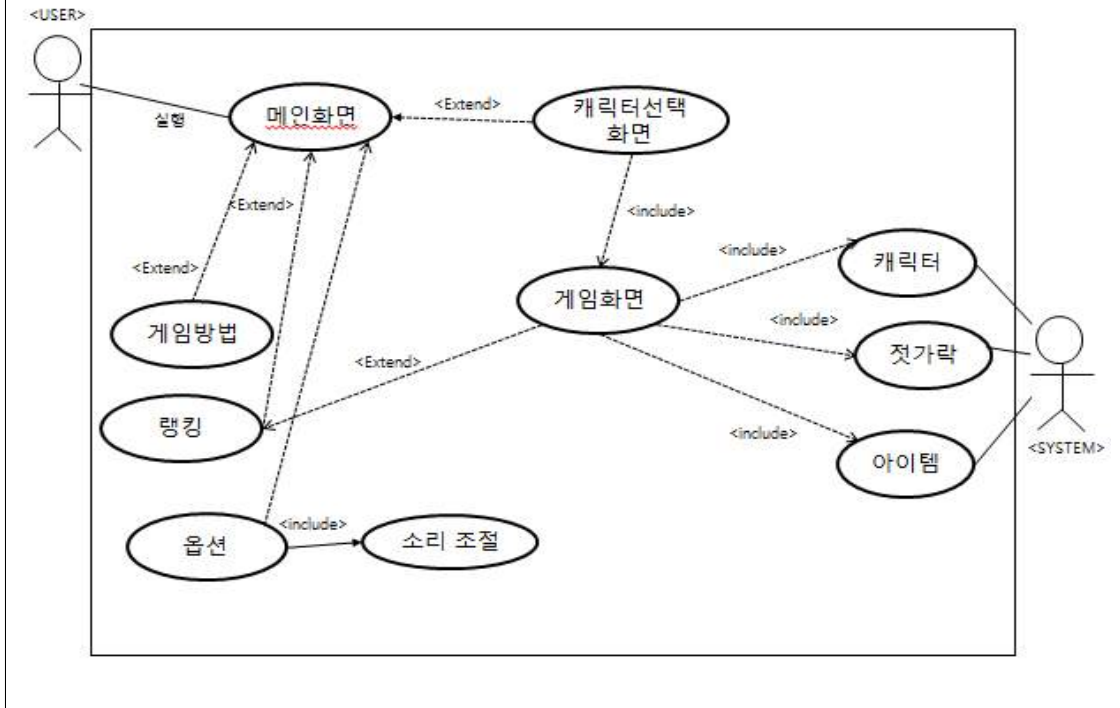 <USER>
메인화면
실행
<Extend>
캐릭터선택
화면
<Extend>
<include>
<include>
캐릭터
<Extend>
게임화면
게임방법
<include>
젓가락
<Extend>
랭킹
<include>
아이템
<SYSTEM>
옵션
<include>
소리 조절